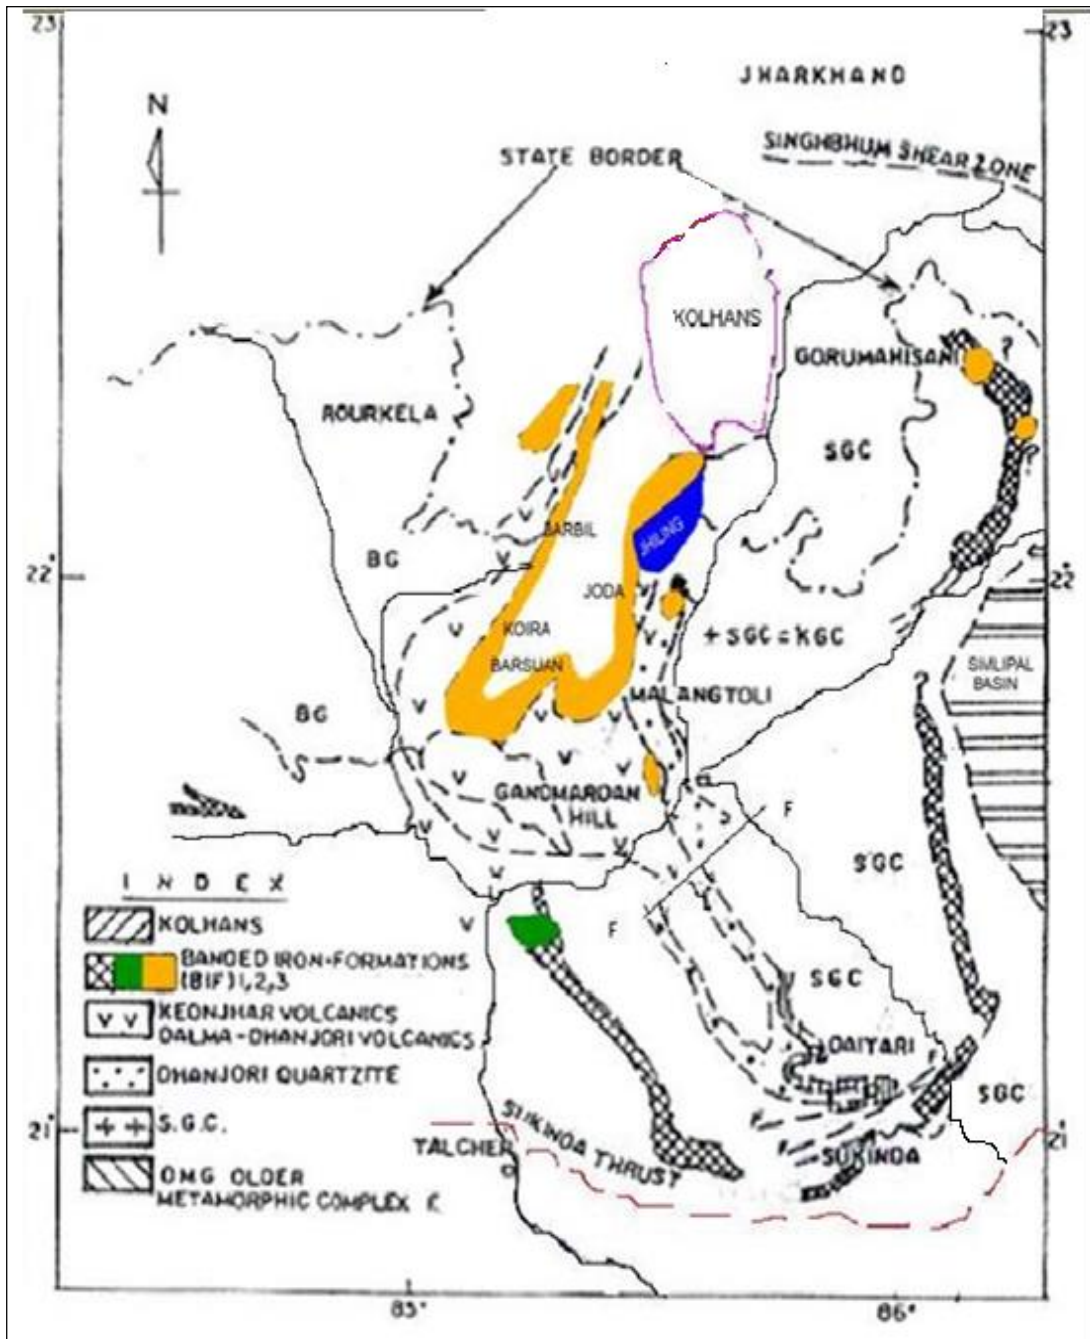 23
23
JHARKHAND
N
SINGHBHUM SHEAR ZONE
STATE BORDER
KOLHANS
GORUMAHISANI
?
ROURKELA
SGC
?
BARBIL
JHILING
BG
22°
22°
JODA
KOIRA
+ SGC = KGC
BARSUAN
SIMLIPAL
BASIN
MALANGTOLI
?
BG
GANDMARDAN
HILL
F
SGC
INDEX
KOLHANS
F
BANDED IRON-FORMATIONS
(BIF) 1,2,3
SGC
KEONJHAR VOLCANICS
DALMA-DHANJORI VOLCANICS
DAITARI
DHANJORI QUARTZITE
SGC
S.G.C.
21°
21
SUKINDA THRUST
TALCHER
SUKINDA
OMG OLDER
METAMORPHIC COMPLEX
83°
86°